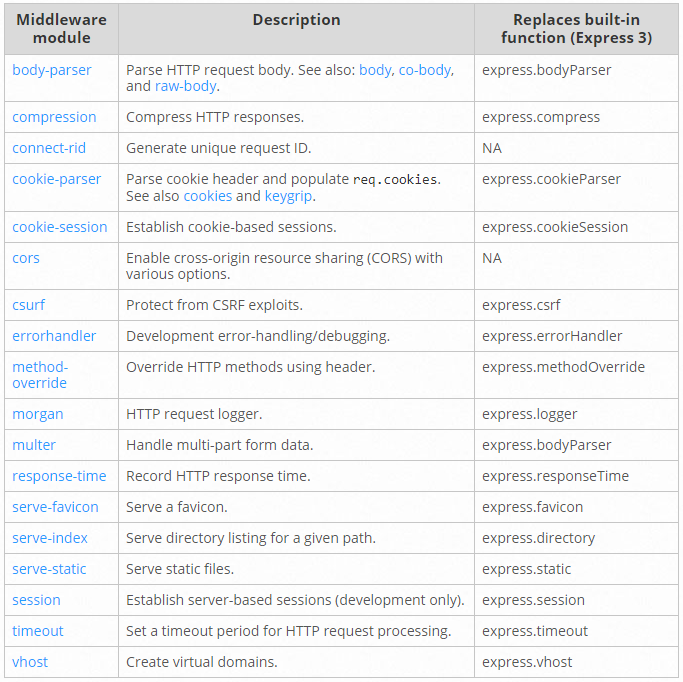 Middleware module Description Replaces built-in function (Express 3)
body-parser Parse HTTP request body. See also: body, co-body, and raw-body. express.bodyParser
compression Compress HTTP responses. express.compress
connect-rid Generate unique request ID. NA
cookie-parser Parse cookie header and populate req.cookies. See also cookies and keygrip. express.cookieParser
cookie-session Establish cookie-based sessions. express.cookieSession
cors Enable cross-origin resource sharing (CORS) with various options. NA
csurf Protect from CSRF exploits. express.csrf
errorhandler Development error-handling/debugging. express.errorHandler
method-override Override HTTP methods using header. express.methodOverride
morgan HTTP request logger. express.logger
multer Handle multi-part form data. express.bodyParser
response-time Record HTTP response time. express.responseTime
serve-favicon Serve a favicon. express.favicon
serve-index Serve directory listing for a given path. express.directory
serve-static Serve static files. express.static
session Establish server-based sessions (development only). express.session
timeout Set a timeout period for HTTP request processing. express.timeout
vhost Create virtual domains. express.vhost